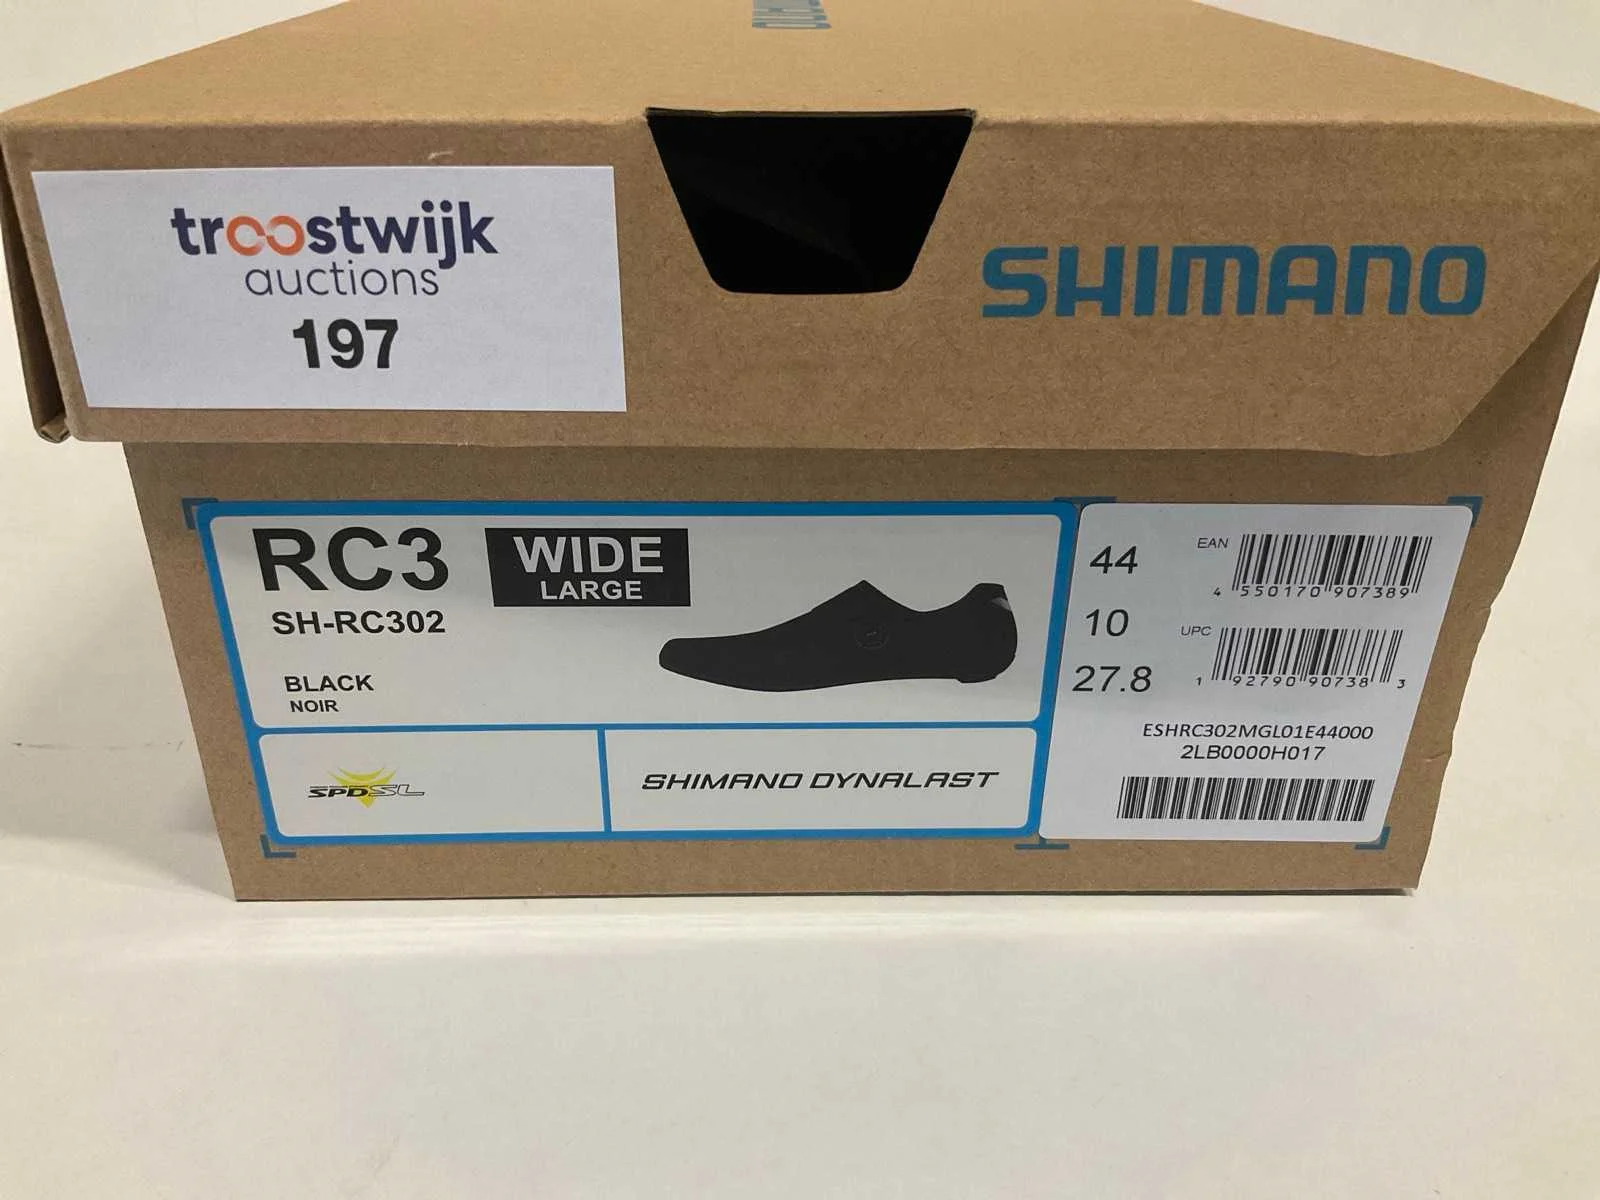 SHIMANO
troostwijk
auctions
197
SHIMANO
RC3
WIDE
LARGE
SH-RC302
BLACK
NOIR
SPD-SL
SHIMANO DYNALAST
44
10
27.8
EAN
4 550170 907389
UPC
1 92790 90738 3
ESHRC302MGL01E44000
2LB0000H017